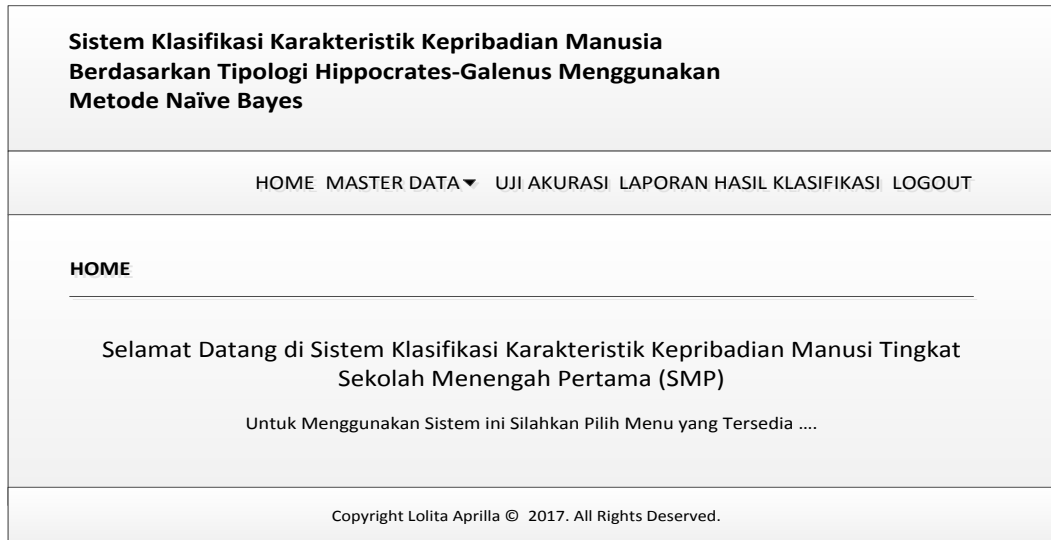 Sistem Klasifikasi Karakteristik Kepribadian Manusia
Berdasarkan Tipologi Hippocrates-Galenus Menggunakan
Metode Naïve Bayes
HOME MASTER DATA UJI AKURASI LAPORAN HASIL KLASIFIKASI LOGOUT
HOME
Selamat Datang di Sistem Klasifikasi Karakteristik Kepribadian Manusi Tingkat
Sekolah Menengah Pertama (SMP)
Untuk Menggunakan Sistem ini Silahkan Pilih Menu yang Tersedia ....
Copyright Lolita Aprilla © 2017. All Rights Deserved.